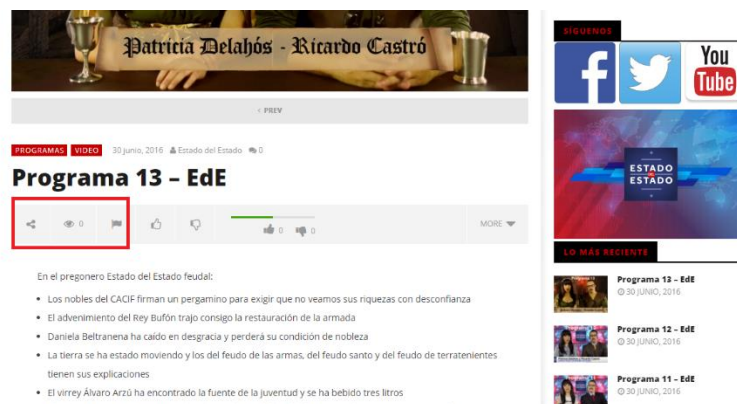 Patricia Delahós - Ricardo Castró
< PREV
PROGRAMAS VIDEO 30 junio, 2016 Estado del Estado 0
Programa 13 – EdE
0
0 0
MORE
En el pregonero Estado del Estado feudal:
• Los nobles del CACIF firman un pergamino para exigir que no veamos sus riquezas con desconfianza
• El advenimiento del Rey Bufón trajo consigo la restauración de la armada
• Daniela Beltranena ha caído en desgracia y perderá su condición de nobleza
• La tierra se ha estado moviendo y los del feudo de las armas, del feudo santo y del feudo de terratenientes
tienen sus explicaciones
• El virrey Álvaro Arzú ha encontrado la fuente de la juventud y se ha bebido tres litros
SÍGUENOS
f
You
Tube
ESTADO
DEL
ESTADO
LO MÁS RECIENTE
Programa 13 – EdE
30 JUNIO, 2016
Programa 12 – EdE
30 JUNIO, 2016
Programa 11 – EdE
30 JUNIO, 2016